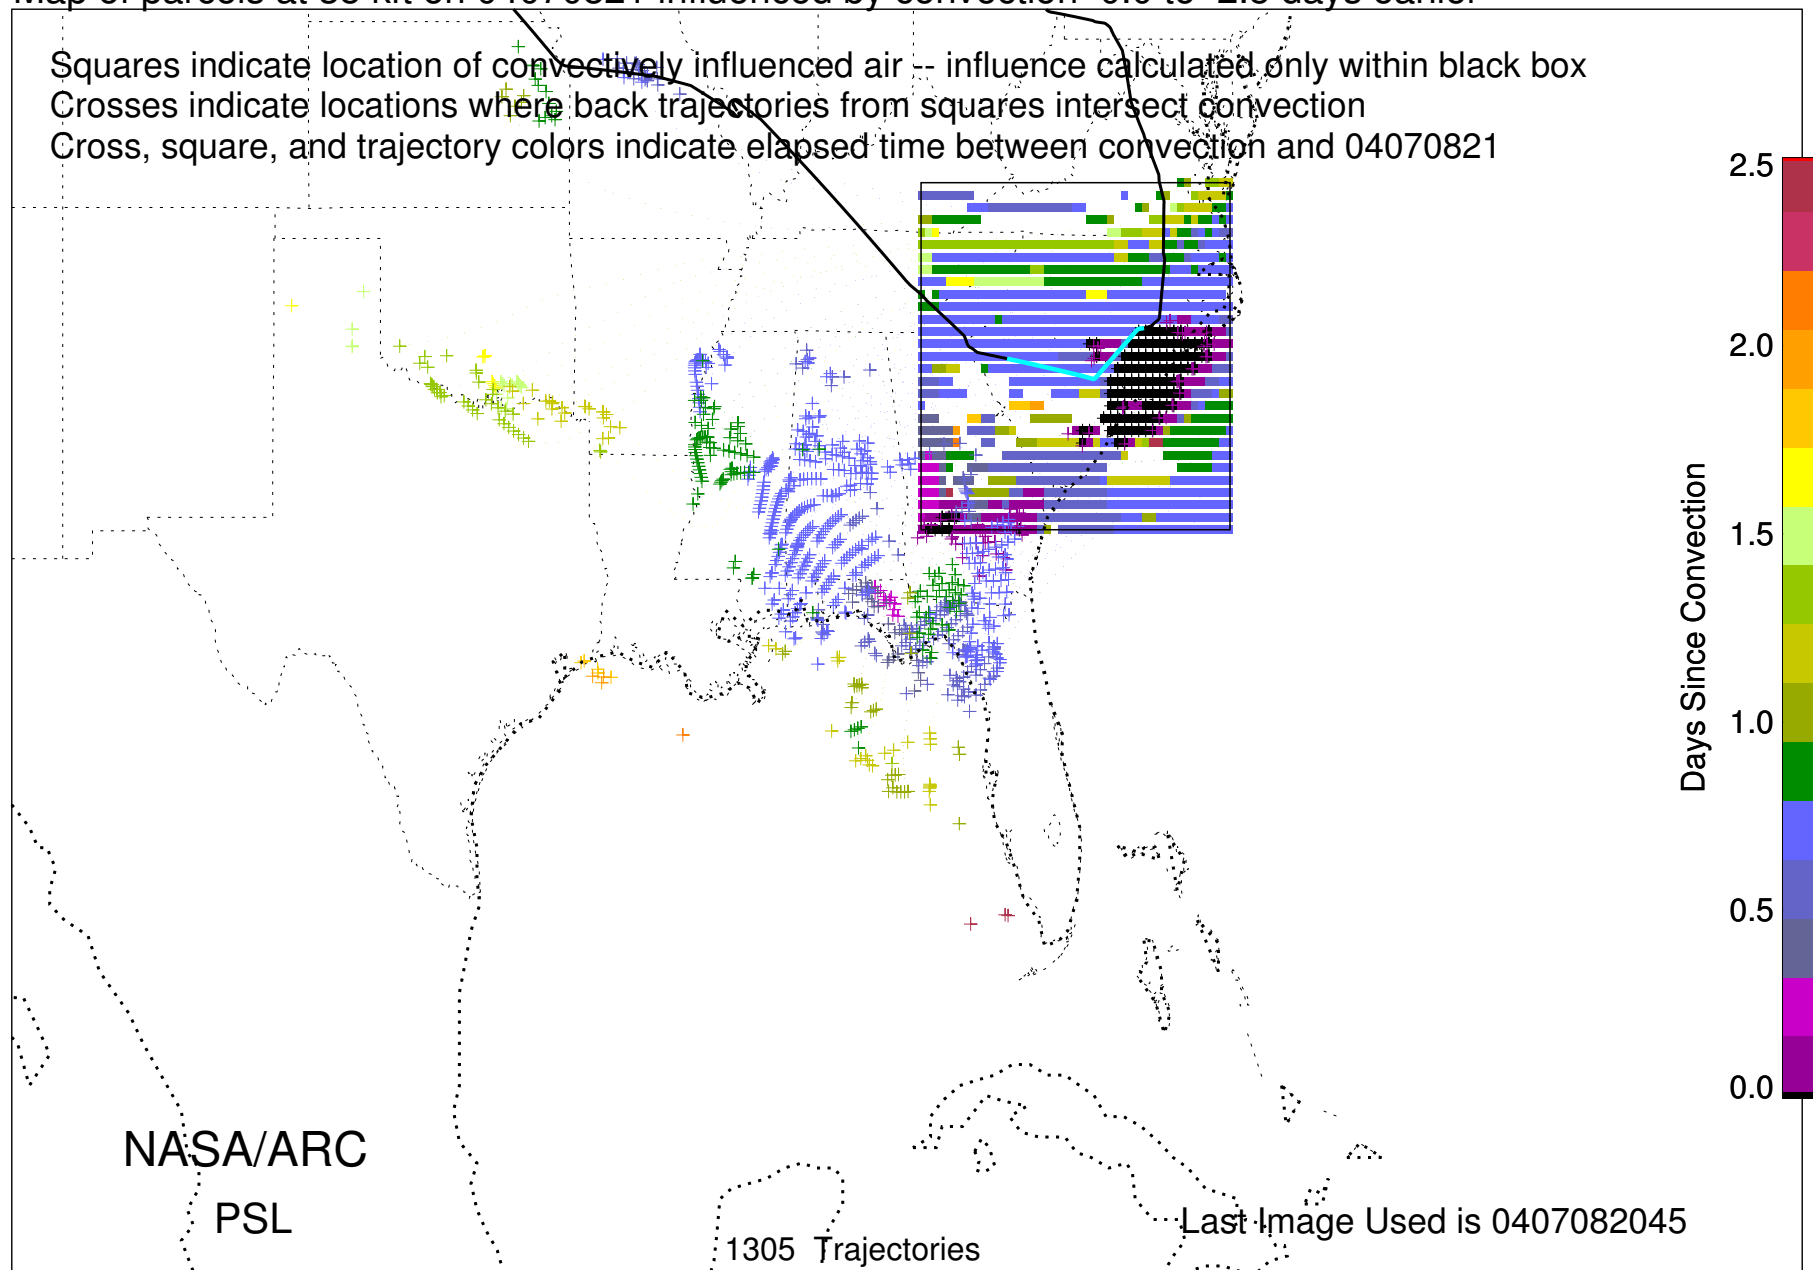 Squares indicate location of convectively influenced air -- influence calculated only within black box
Crosses indicate locations where back trajectories from squares intersect convection
Cross, square, and trajectory colors indicate elapsed time between convection and 04070821
2.5
2.0
1.5
1.0
0.5
0.0
Days Since Convection
NASA/ARC
PSL
1305 Trajectories
Last Image Used is 0407082045